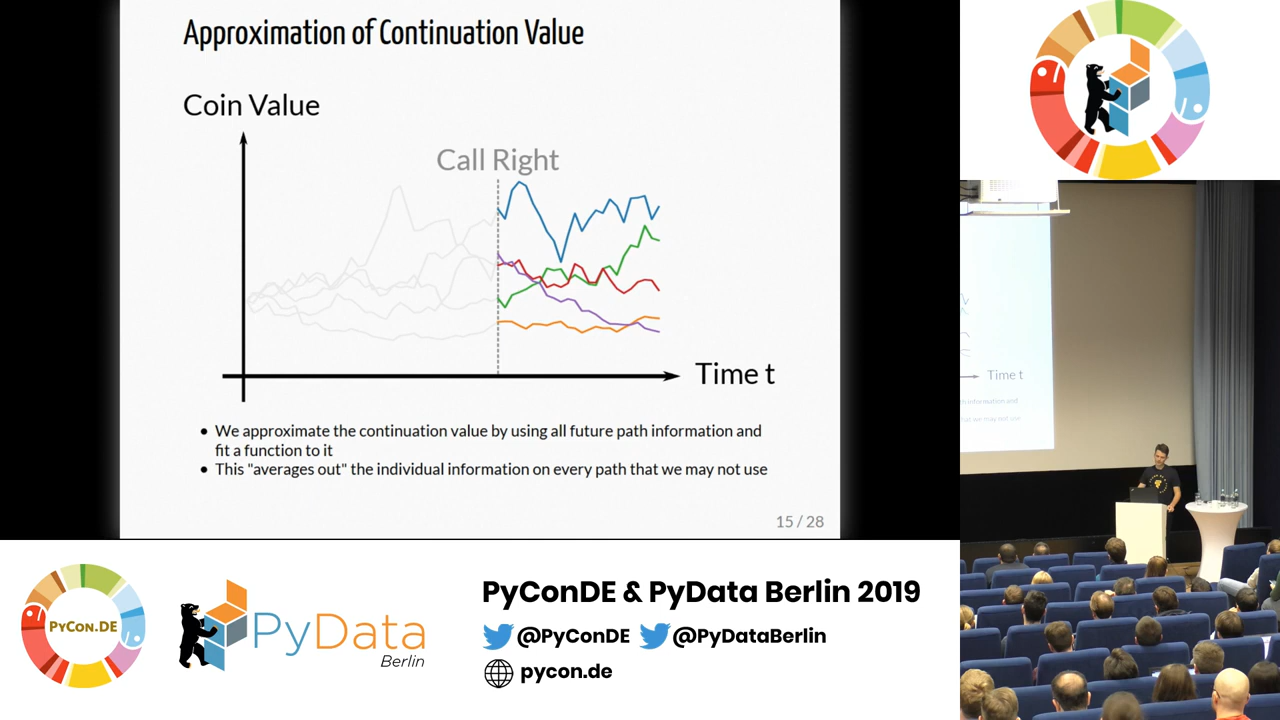 Approximation of Continuation Value
Coin Value
Call Right
Time t
• We approximate the continuation value by using all future path information and
fit a function to it
• This "averages out" the individual information on every path that we may not use
15 / 28
Time t
PyCon.DE
PyData
Berlin
PyConDE & PyData Berlin 2019
@PyConDE @PyDataBerlin
pycon.de